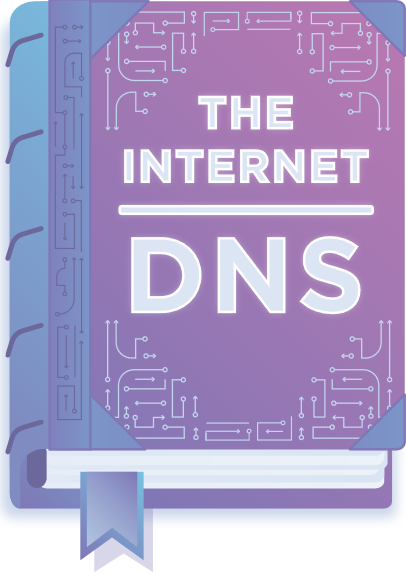 THE
INTERNET
DNS